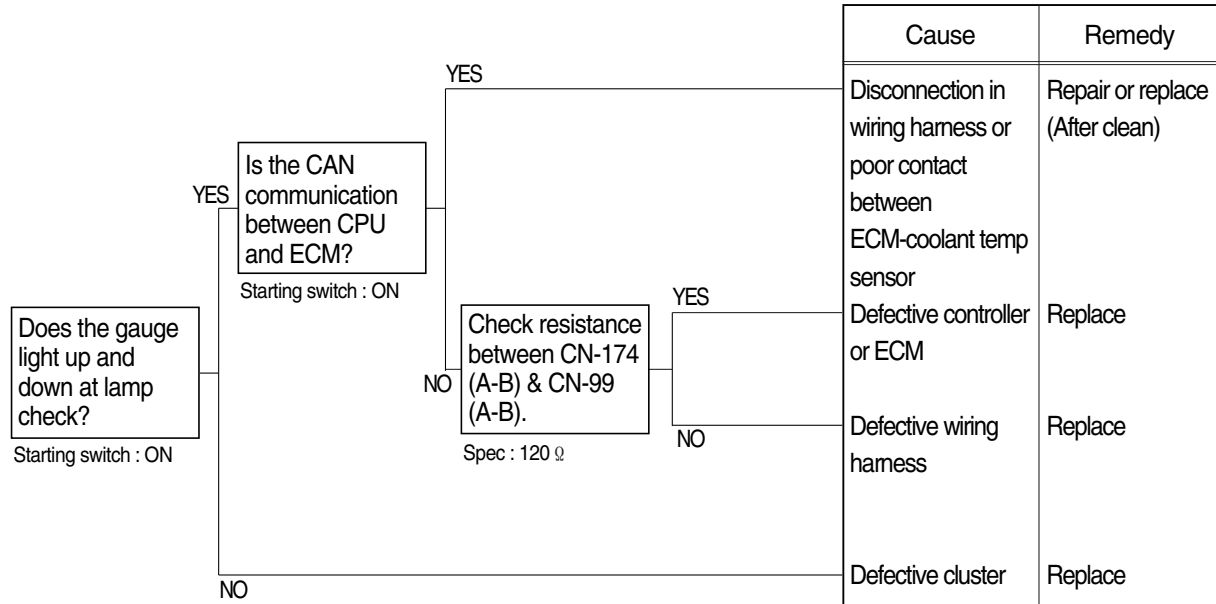 Cause
Remedy
YES
Disconnection in
wiring harness or
poor contact
between
ECM-coolant temp
sensor
Repair or replace
(After clean)
YES
Is the CAN
communication
between CPU
and ECM?
Starting switch : ON
Does the gauge
light up and
down at lamp
check?
Starting switch : ON
NO
Check resistance
between CN-174
(A-B) & CN-99
(A-B).
Spec : 120 Ω
YES
Defective controller
or ECM
Replace
NO
Defective wiring
harness
Replace
NO
Defective cluster
Replace